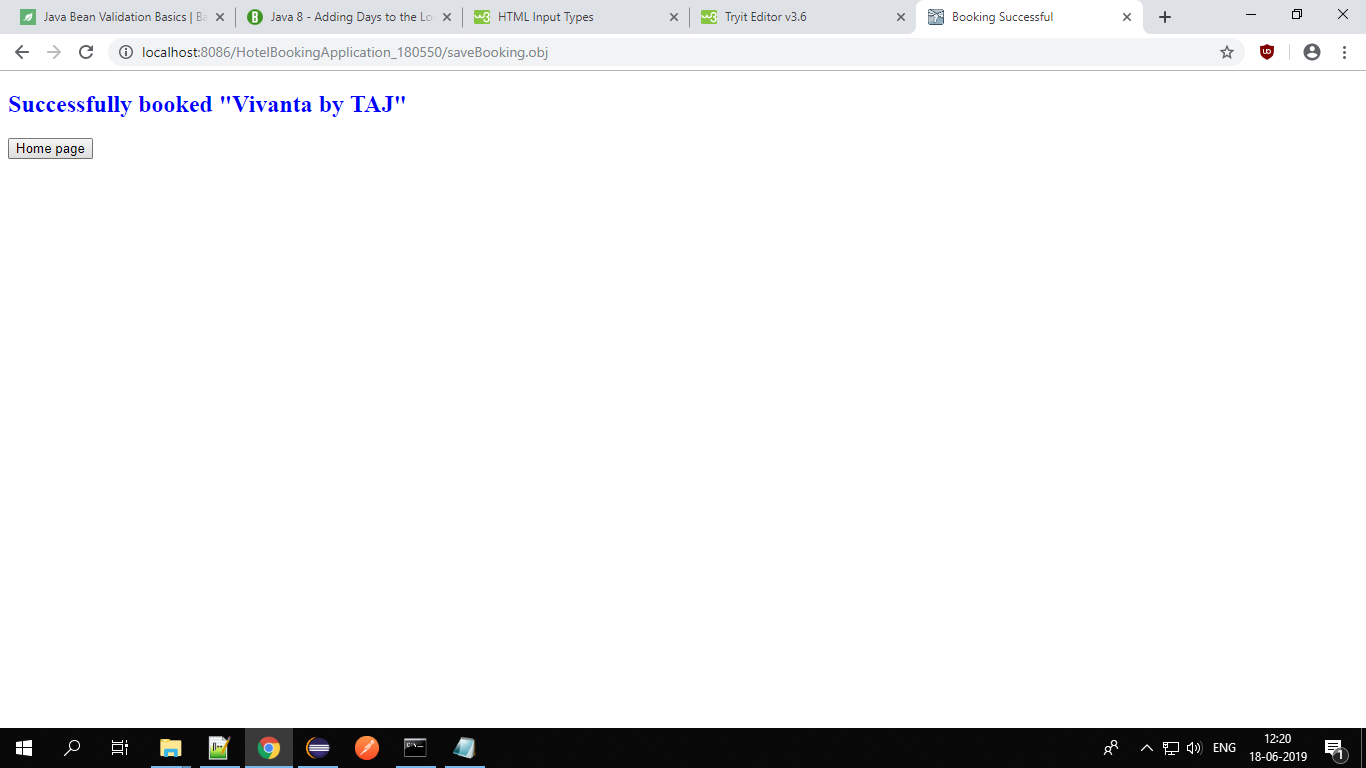 Java Bean Validation Basics | Ba
Java 8 - Adding Days to the Lo
HTML Input Types
Tryit Editor v3.6
Booking Successful
localhost:8086/HotelBookingApplication_180550/saveBooking.obj
Successfully booked "Vivanta by TAJ"
Home page
ENG
12:20
18-06-2019
1